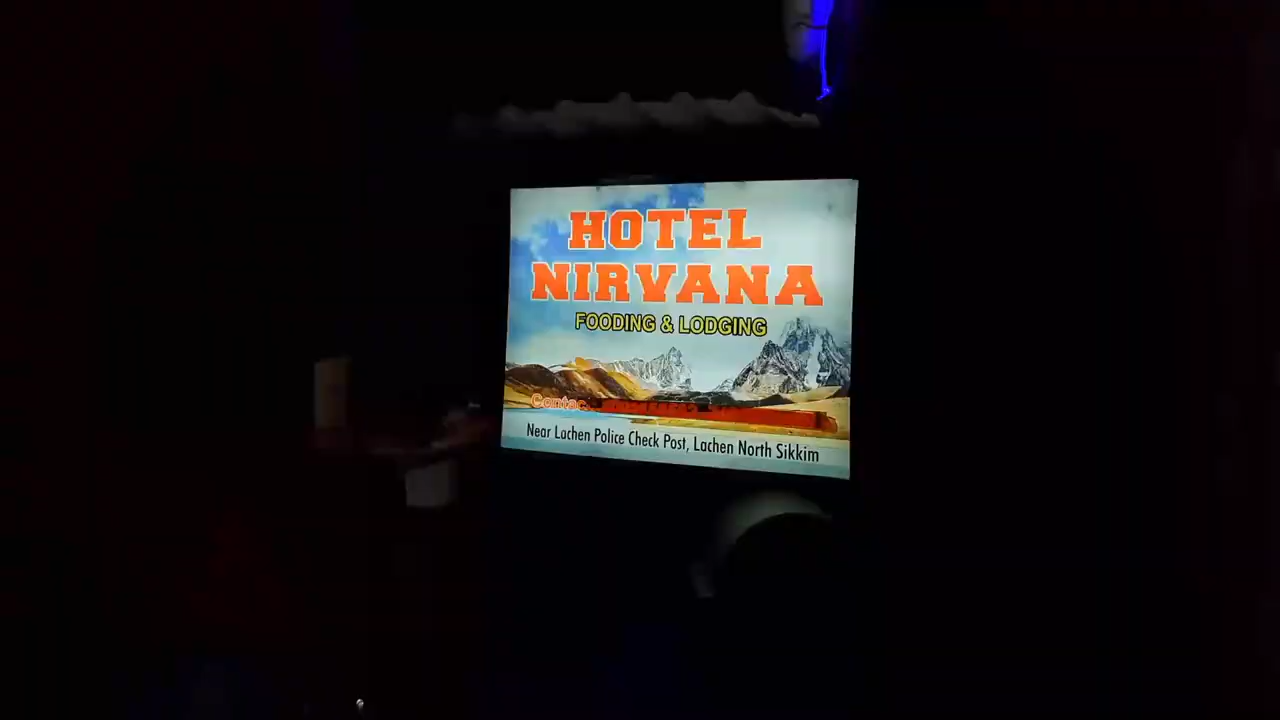 HOTEL
NIRVANA
FOODING & LODGING
Near Lachen Police Check Post, Lachen North Sikkim